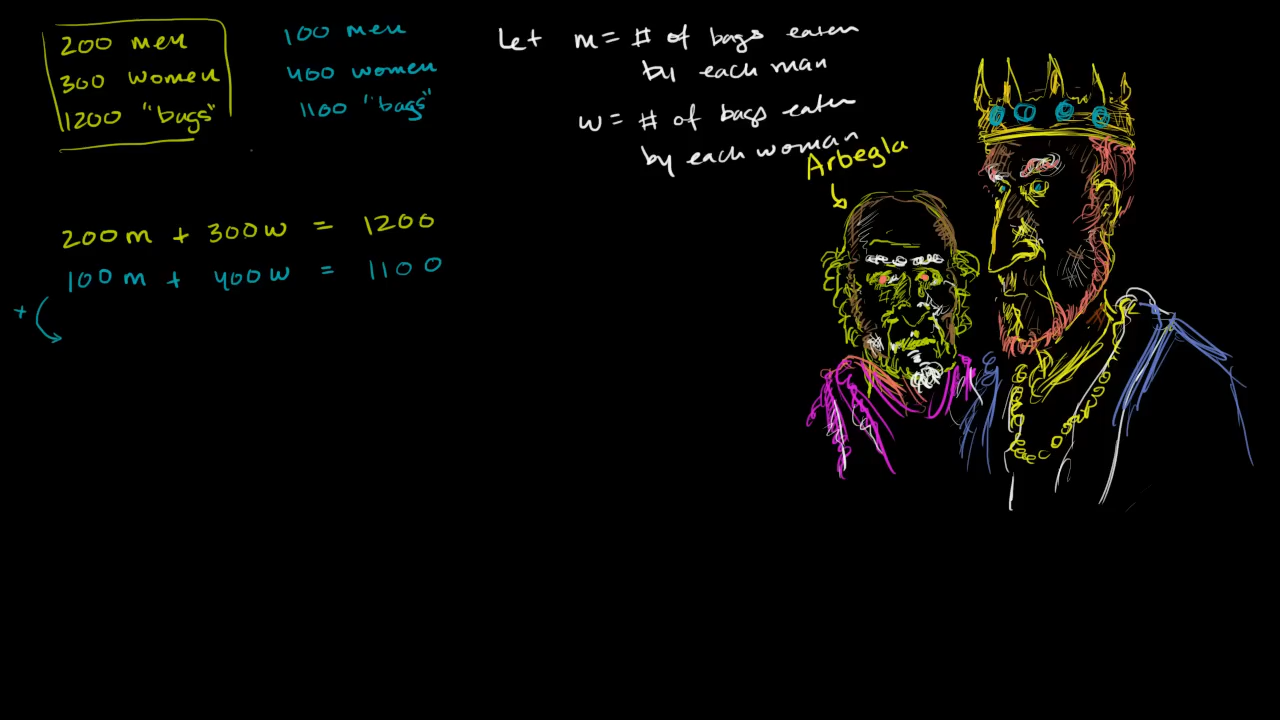 200 men
300 women
1200 "bags"
100 men
400 women
1100 "bags"
Let m = # of bags eaten
by each man
w = # of bags eaten
by each woman
Arbegla
200m + 300w = 1200
100m + 400w = 1100
+